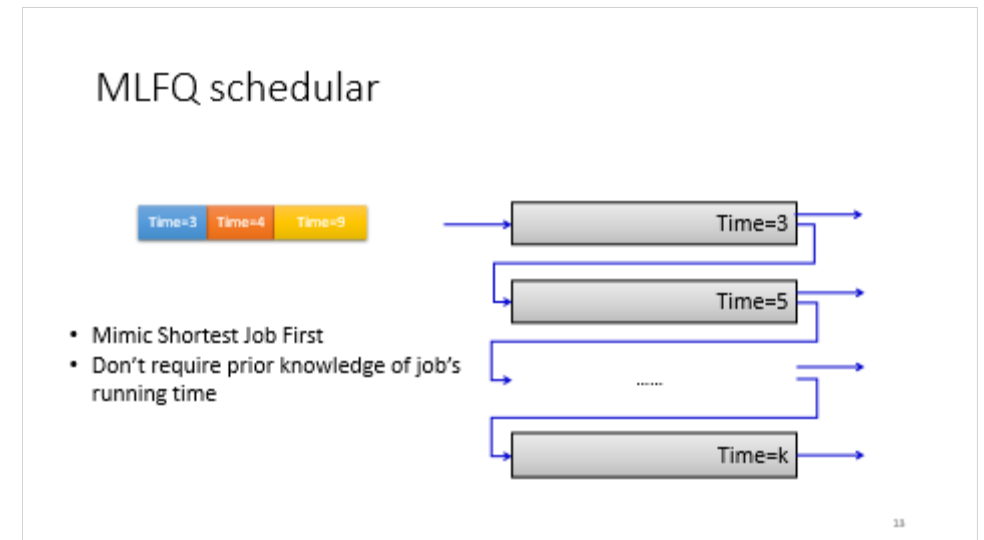 MLFQ schedular
Time=3 Time=4 Time=9
Time=3
Time=5
• Mimic Shortest Job First
• Don't require prior knowledge of job's
running time
......
Time=k
13